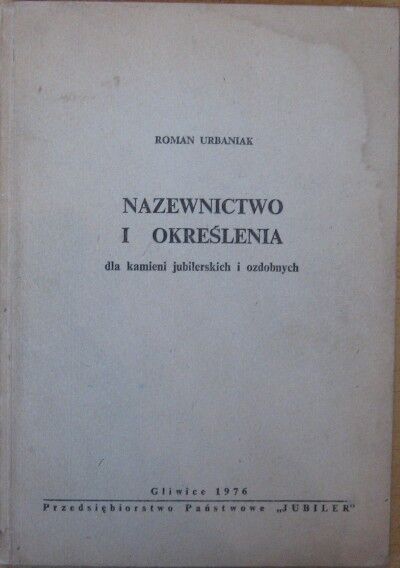 ROMAN URBANIAK
NAZEWNICTWO
I OKREŚLENIA
dla kamieni jubilerskich i ozdobnych
Gliwice 1976
Przedsiębiorstwo Państwowe „JUBILER"